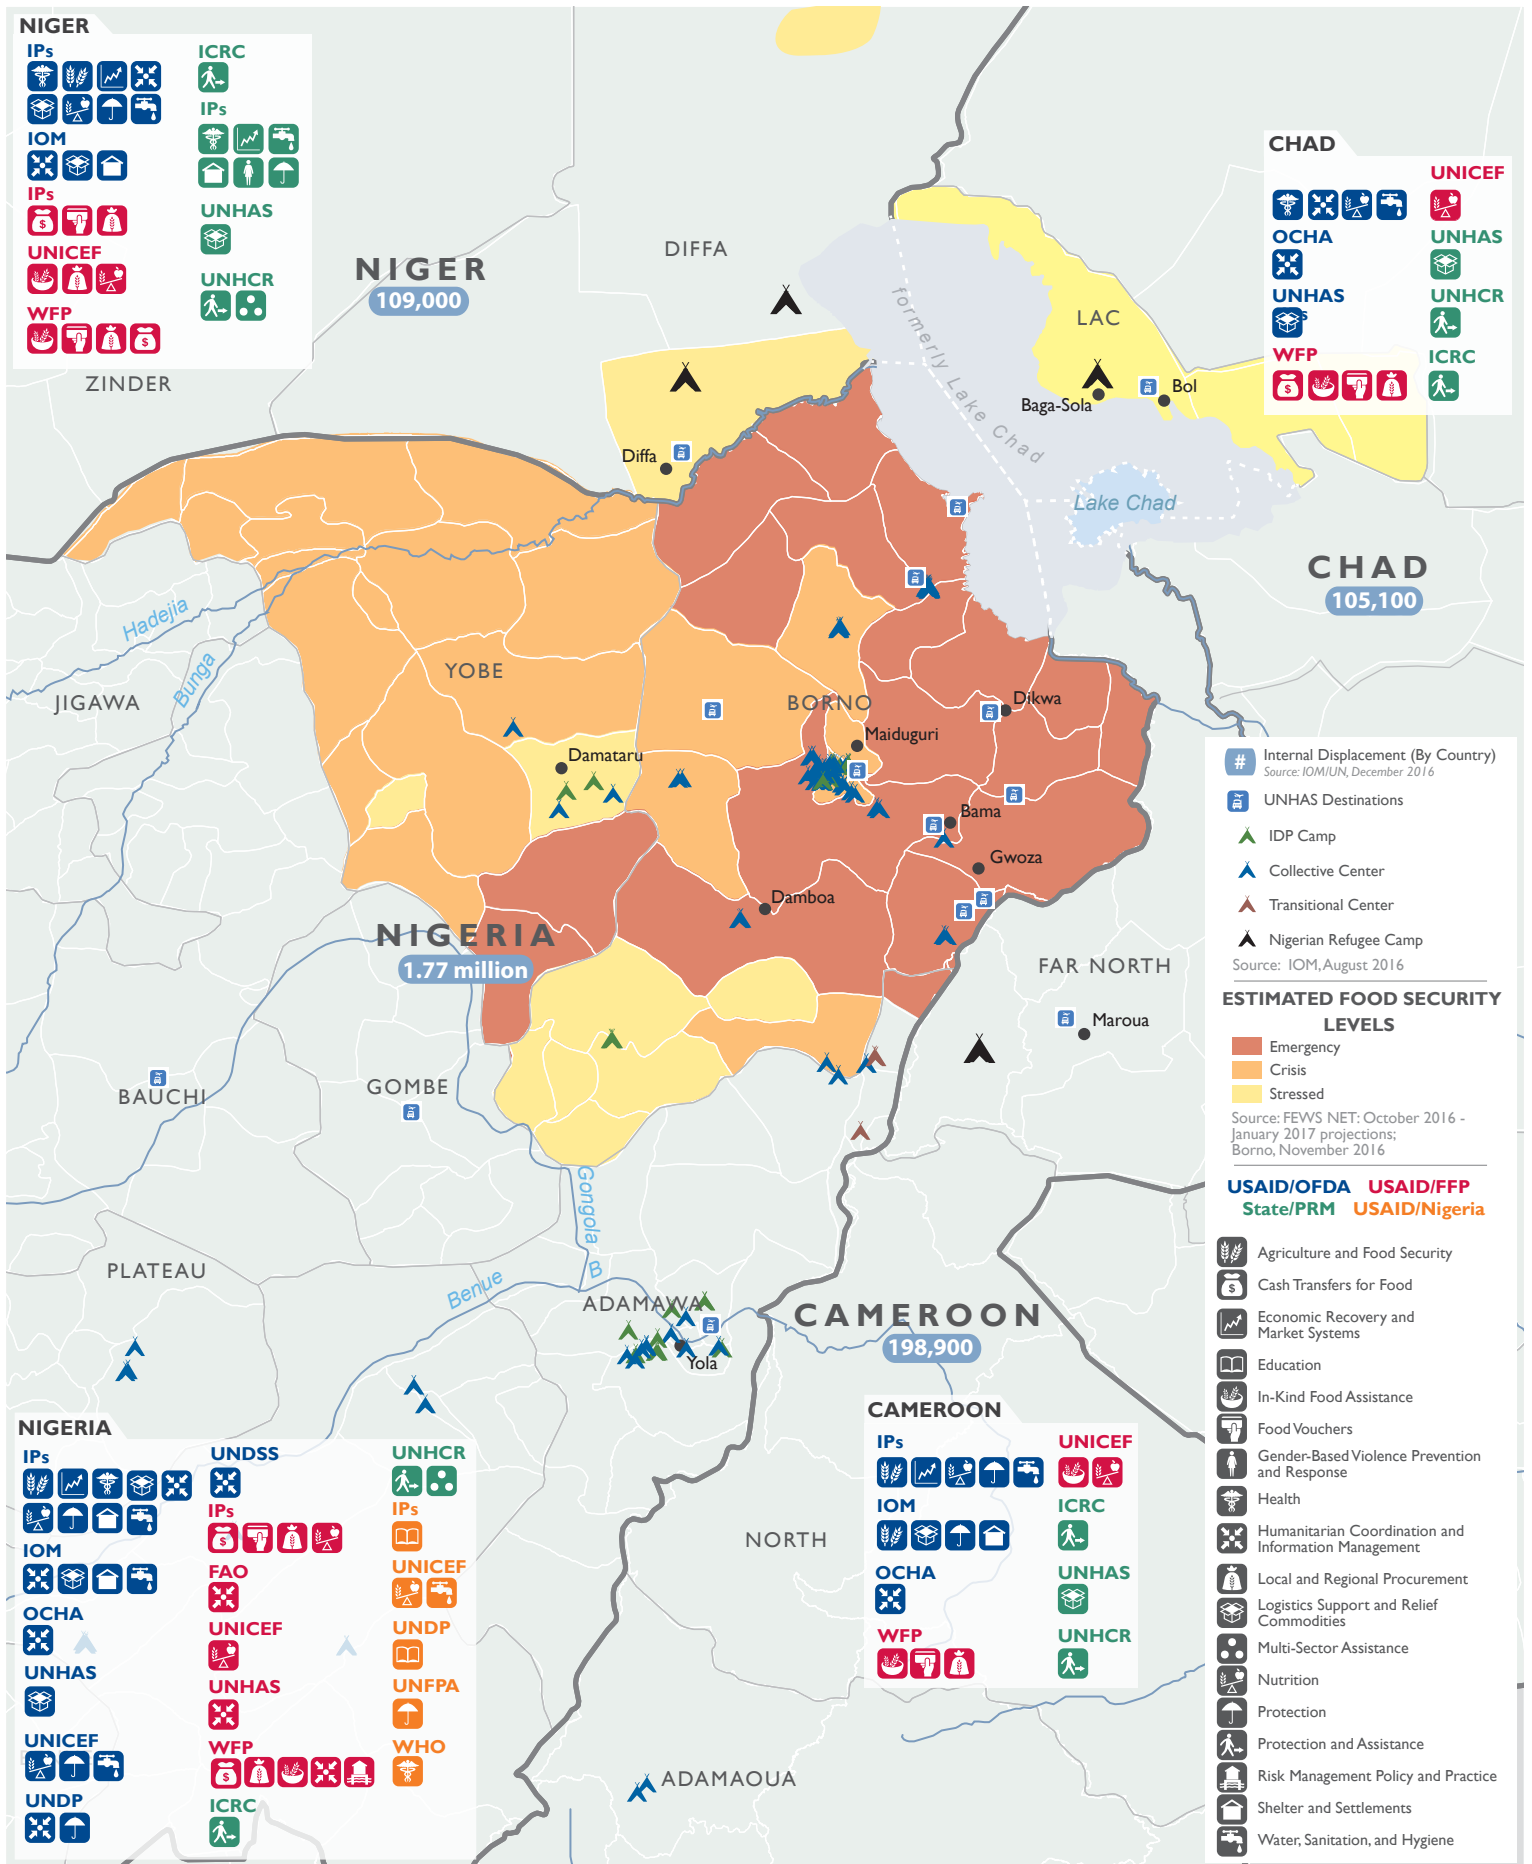 NIGER
IPs
ICRC
IPs
IOM
IPs
UNHAS
UNICEF
UNHCR
WFP
CHAD
UNICEF
OCHA
UNHAS
UNHAS
UNHCR
WFP
ICRC
DIFFA
NIGER
109,000
ZINDER
formerly Lake Chad
LAC
Bol
Baga-Sola
Diffa
Lake Chad
CHAD
105,100
Hadejia
Bunga
JIGAWA
YOBE
BORNO
Dikwa
Maiduguri
Damataru
Bama
Gwoza
Damboa
NIGERIA
1.77 million
FAR NORTH
Maroua
BAUCHI
GOMBE
Gongola
PLATEAU
Benue
B
ADAMAWA
Yola
CAMEROON
198,900
NORTH
ADAMAOUA
# Internal Displacement (By Country)
Source: IOM/UN, December 2016
UNHAS Destinations
IDP Camp
Collective Center
Transitional Center
Nigerian Refugee Camp
Source: IOM, August 2016
ESTIMATED FOOD SECURITY
LEVELS
Emergency
Crisis
Stressed
Source: FEWS NET: October 2016 -
January 2017 projections;
Borno, November 2016
USAID/OFDA USAID/FFP
State/PRM USAID/Nigeria
Agriculture and Food Security
Cash Transfers for Food
Economic Recovery and
Market Systems
Education
In-Kind Food Assistance
Food Vouchers
Gender-Based Violence Prevention
and Response
Health
Humanitarian Coordination and
Information Management
Local and Regional Procurement
Logistics Support and Relief
Commodities
Multi-Sector Assistance
Nutrition
Protection
Protection and Assistance
Risk Management Policy and Practice
Shelter and Settlements
Water, Sanitation, and Hygiene
NIGERIA
IPs
UNDSS
UNHCR
IPs
IPs
IOM
FAO
UNICEF
OCHA
UNICEF
UNDP
UNHAS
UNHAS
UNFPA
UNICEF
WFP
WHO
UNDP
ICRC
CAMEROON
IPs
UNICEF
IOM
ICRC
OCHA
UNHAS
WFP
UNHCR